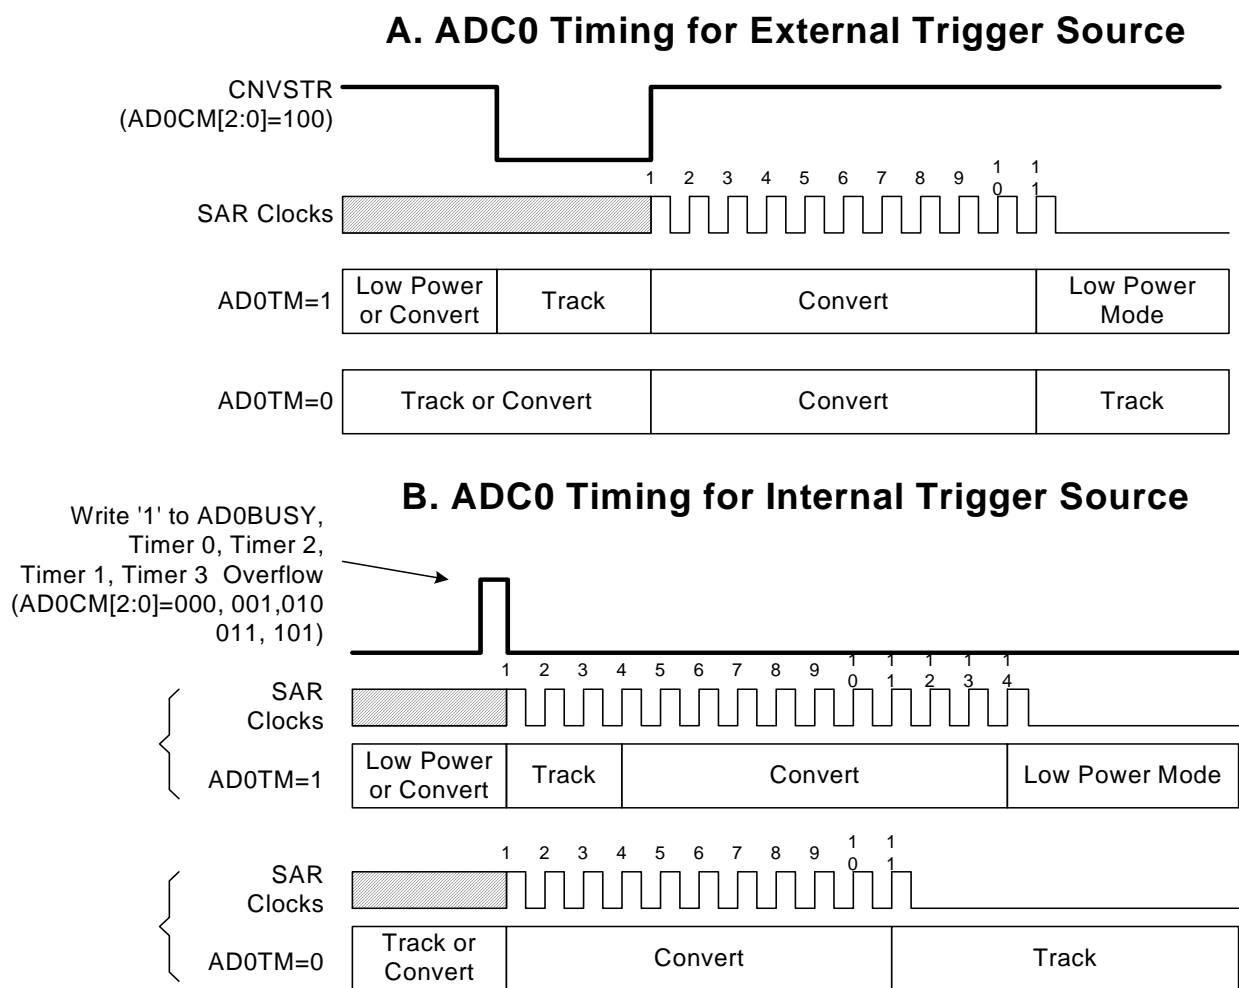 A. ADC0 Timing for External Trigger Source
CNVSTR
(AD0CM[2:0]=100)
1 2 3 4 5 6 7 8 9 10 11
SAR Clocks
AD0TM=1
Low Power
or Convert
Track
Convert
Low Power
Mode
AD0TM=0
Track or Convert
Convert
Track
B. ADC0 Timing for Internal Trigger Source
Write '1' to AD0BUSY,
Timer 0, Timer 2,
Timer 1, Timer 3 Overflow
(AD0CM[2:0]=000, 001,010
011, 101)
1 2 3 4 5 6 7 8 9 10 11 12 13 14
SAR
Clocks
AD0TM=1
Low Power
or Convert
Track
Convert
Low Power Mode
1 2 3 4 5 6 7 8 9 10 11
SAR
Clocks
AD0TM=0
Track or
Convert
Convert
Track